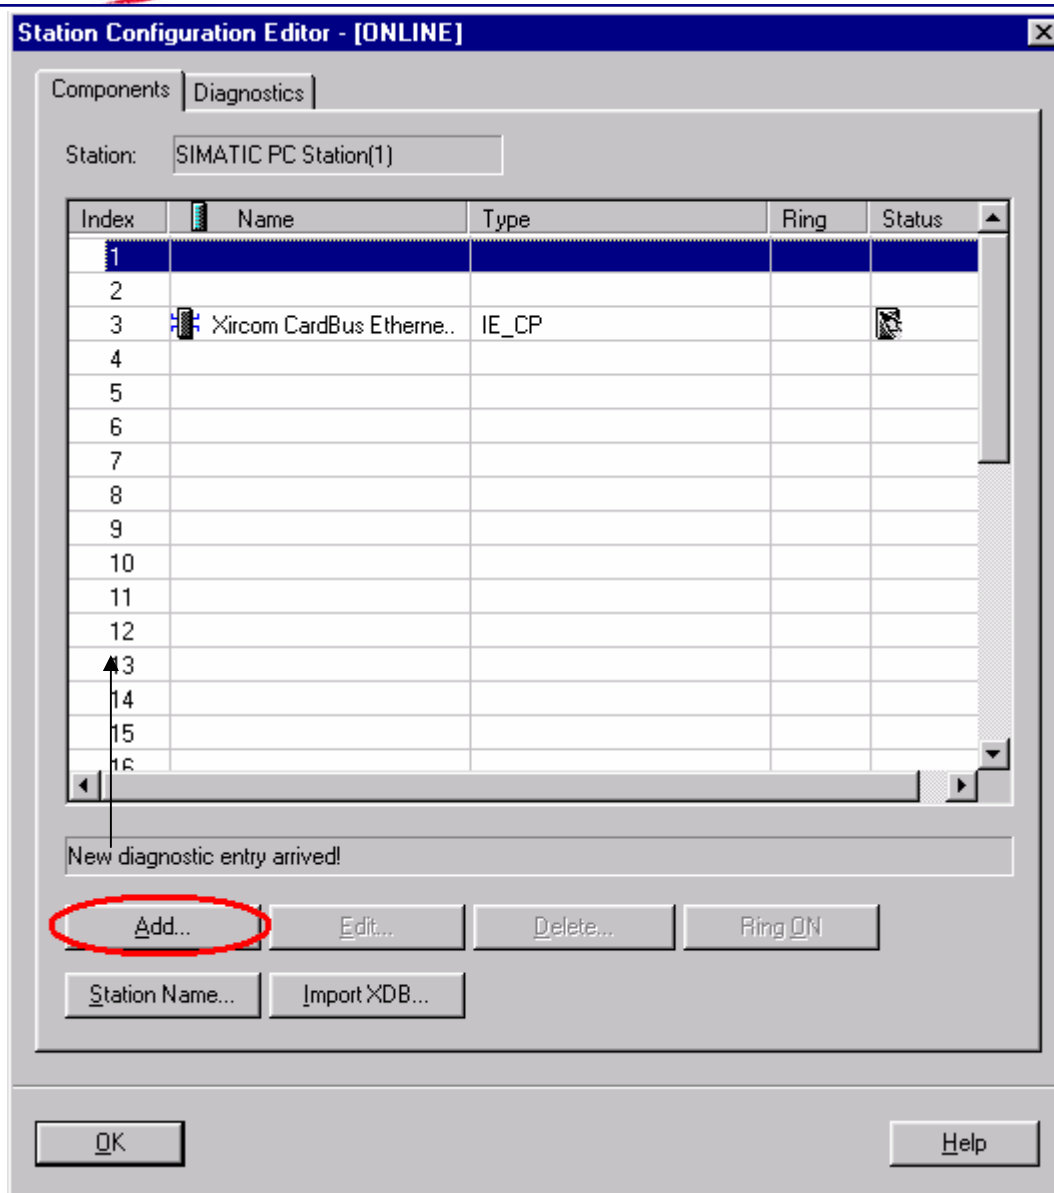 Station Configuration Editor - [ONLINE]
Components Diagnostics
Station: SIMATIC PC Station(1)
Index Name Type Ring Status
1
2
3 Xircom CardBus Etherne.. IE_CP
4
5
6
7
8
9
10
11
12
13
14
15
16
New diagnostic entry arrived!
Add... Edit... Delete... Ring ON
Station Name... Import XDB...
OK Help